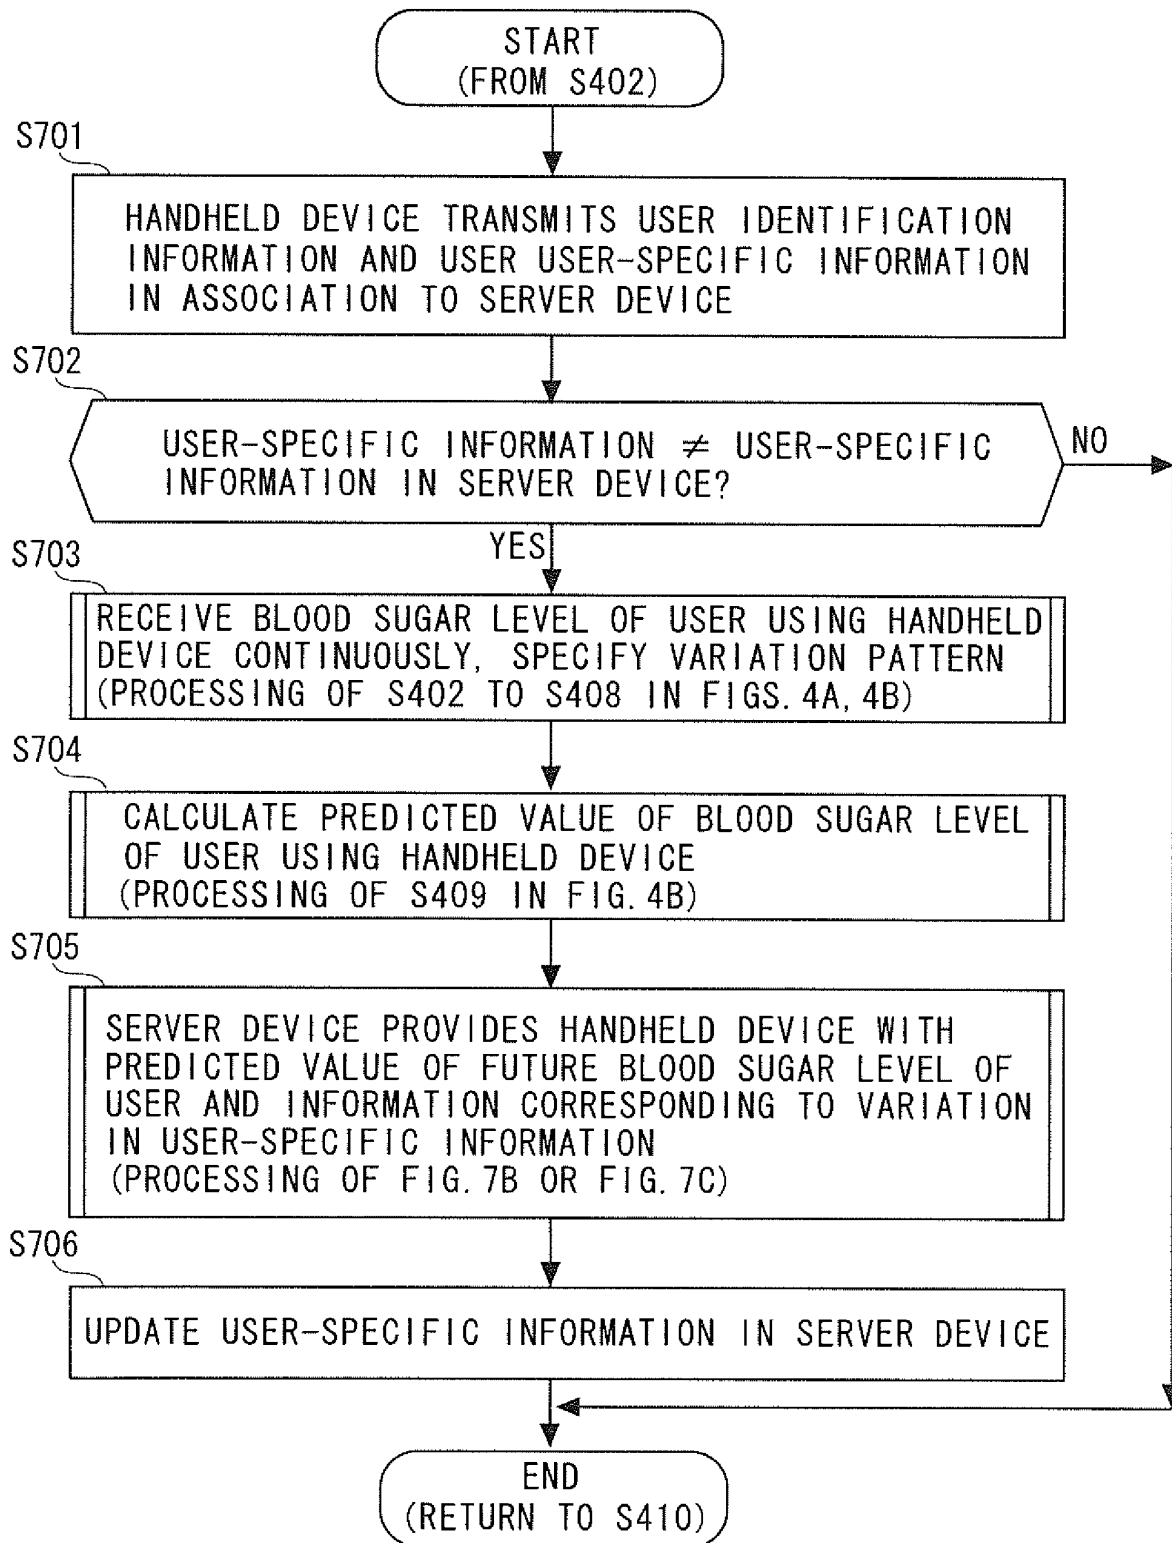 START
(FROM S402)
S701
HANDHELD DEVICE TRANSMITS USER IDENTIFICATION
INFORMATION AND USER USER-SPECIFIC INFORMATION
IN ASSOCIATION TO SERVER DEVICE
S702
USER-SPECIFIC INFORMATION ≠ USER-SPECIFIC
INFORMATION IN SERVER DEVICE?
NO
YES
S703
RECEIVE BLOOD SUGAR LEVEL OF USER USING HANDHELD
DEVICE CONTINUOUSLY, SPECIFY VARIATION PATTERN
(PROCESSING OF S402 TO S408 IN FIGS. 4A, 4B)
S704
CALCULATE PREDICTED VALUE OF BLOOD SUGAR LEVEL
OF USER USING HANDHELD DEVICE
(PROCESSING OF S409 IN FIG. 4B)
S705
SERVER DEVICE PROVIDES HANDHELD DEVICE WITH
PREDICTED VALUE OF FUTURE BLOOD SUGAR LEVEL OF
USER AND INFORMATION CORRESPONDING TO VARIATION
IN USER-SPECIFIC INFORMATION
(PROCESSING OF FIG. 7B OR FIG. 7C)
S706
UPDATE USER-SPECIFIC INFORMATION IN SERVER DEVICE
END
(RETURN TO S410)